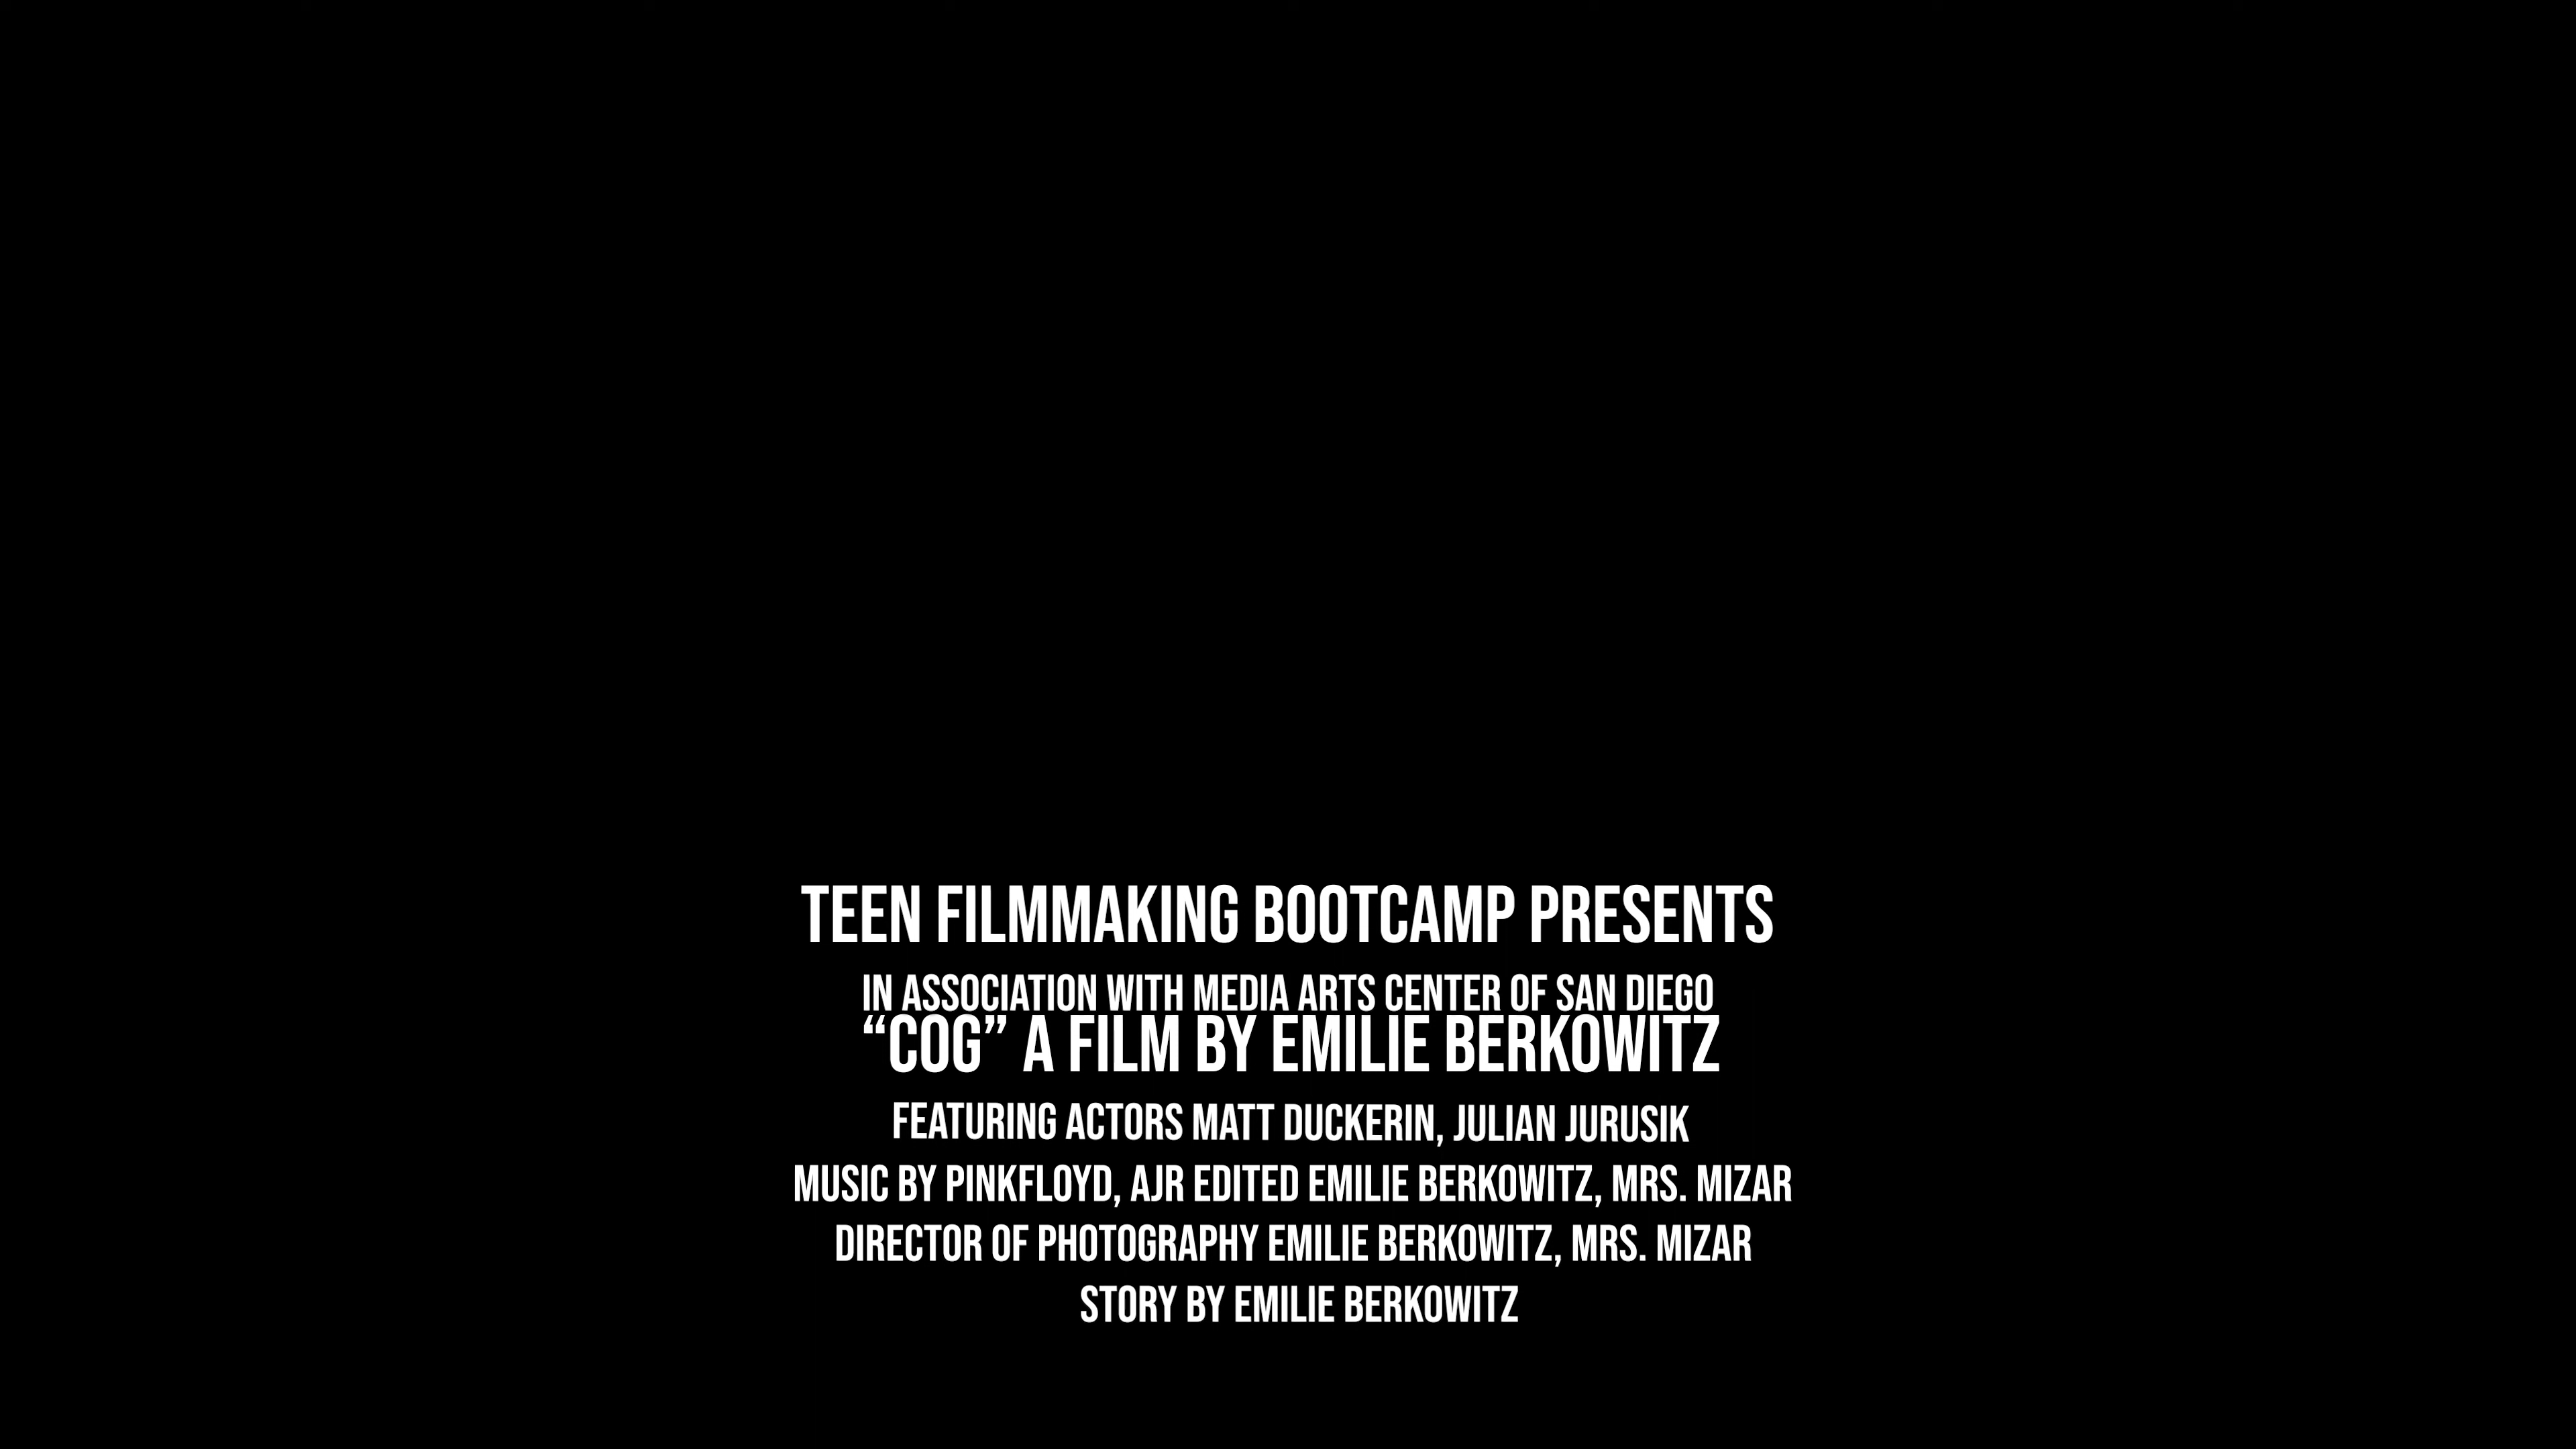 TEEN FILMMAKING BOOTCAMP PRESENTS
IN ASSOCIATION WITH MEDIA ARTS CENTER OF SAN DIEGO
“COG” A FILM BY EMILIE BERKOWITZ
FEATURING ACTORS MATT DUCKERIN, JULIAN JURUSIK
MUSIC BY PINKFLOYD, AJR EDITED EMILIE BERKOWITZ, MRS. MIZAR
DIRECTOR OF PHOTOGRAPHY EMILIE BERKOWITZ, MRS. MIZAR
STORY BY EMILIE BERKOWITZ